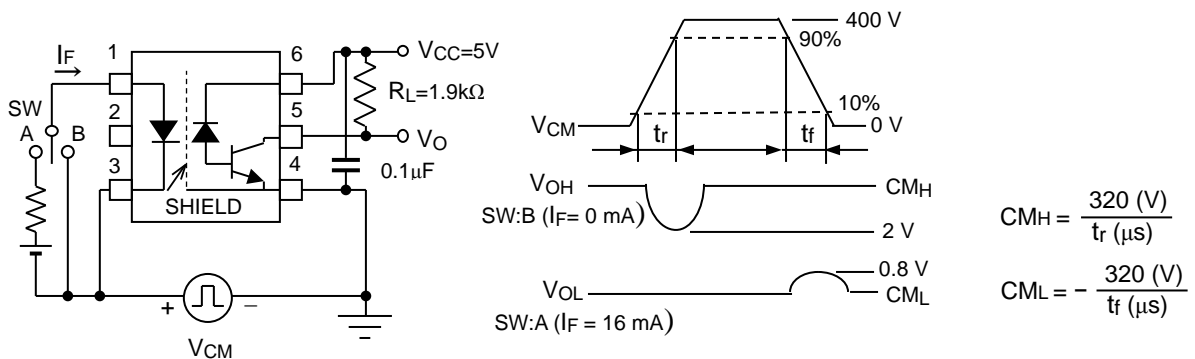 IF
1
6
VCC=5V
SW
A
B
2
RL=1.9kΩ
5
VO
3
4
0.1μF
SHIELD
+
−
VCM
400 V
90%
10%
VCM
tr
tf
0 V
VOH
CMH
SW:B (IF= 0 mA)
2 V
0.8 V
VOL
CML
SW:A (IF = 16 mA)
CMH = 320 (V) / tr (μs)
CML = − 320 (V) / tf (μs)